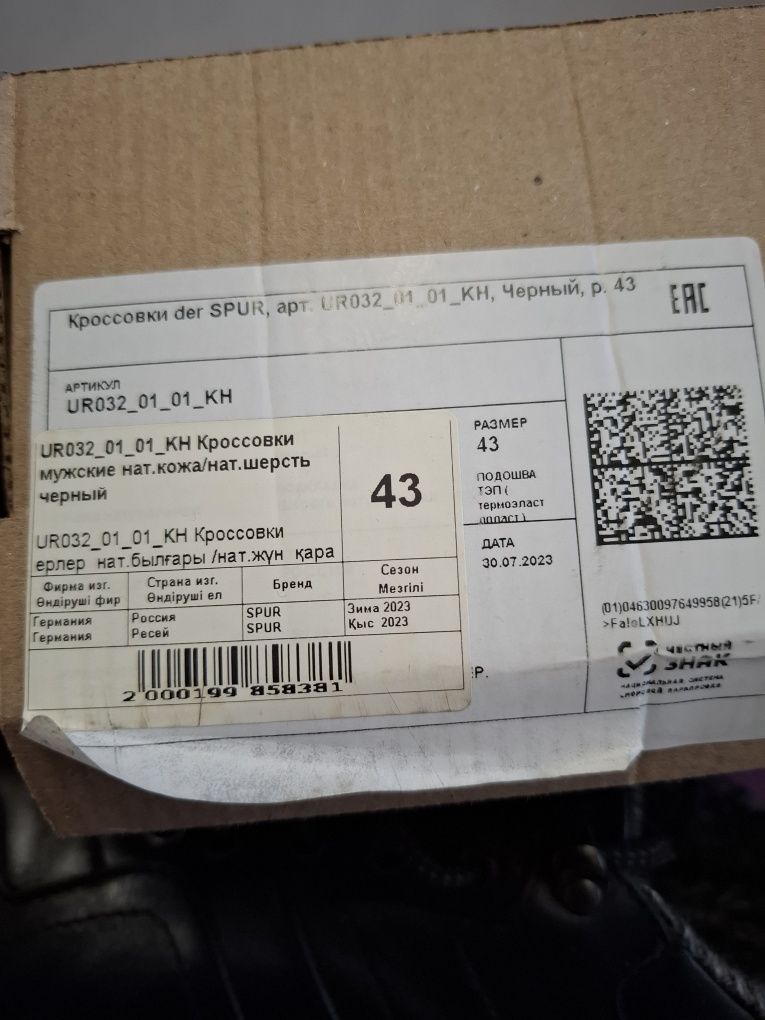 Кроссовки der SPUR, арт. UR032_01_01_KH, Черный, р. 43
EAC
АРТИКУЛ
UR032_01_01_KH
UR032_01_01_KH Кроссовки
мужские нат.кожа/нат.шерсть
черный
43
UR032_01_01_KH Кроссовки
ерлер нат.былғары /нат.жүн қара
Фирма изг.
Өндіруші фир
Страна изг.
Өндіруші ел
Бренд
Сезон
Мезгілі
Германия
Германия
Россия
Ресей
SPUR
SPUR
Зима 2023
Қыс 2023
2 000199 858381
РАЗМЕР
43
ПОДОШВА
ТЭП (
термоэласт
ДАТА
30.07.2023
(01)04630097649958(21)5F
ЧЕСТНЫЙ
ЗНАК
НАЦИОНАЛЬНАЯ СИСТЕМА